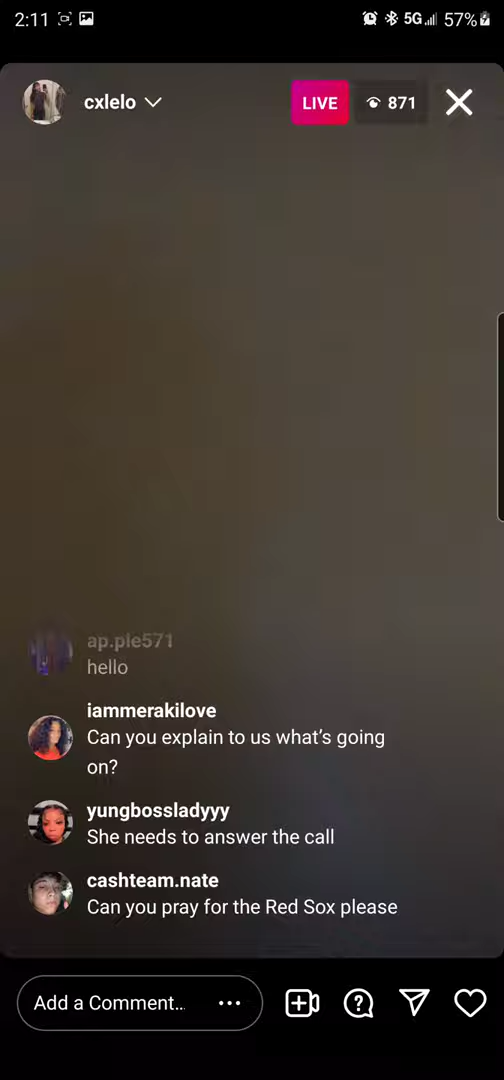 2:11 5G 57%
cxlelo LIVE 871
ap.ple571
hello
iammerakilove
Can you explain to us what's going
on?
yungbossladyyy
She needs to answer the call
cashteam.nate
Can you pray for the Red Sox please
Add a Comment...